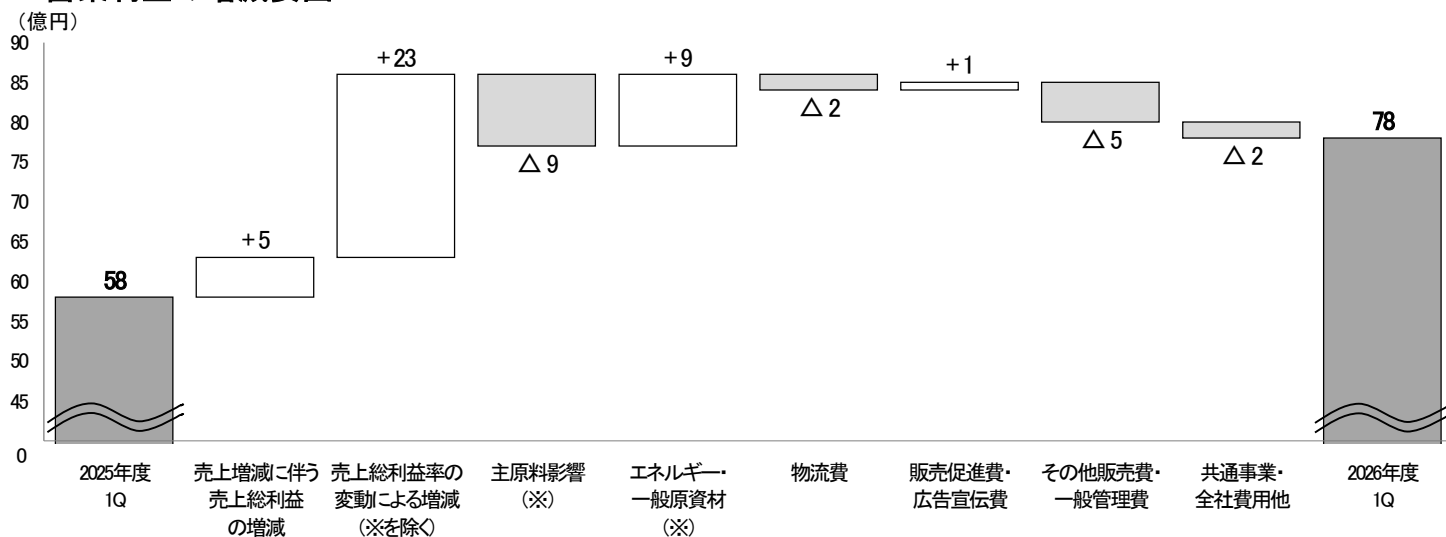 （億円）
90
85
80
75
70
65
60
55
50
45
0
58
+5
+23
△ 9
+9
△ 2
+1
△ 5
△ 2
78
2025年度
1Q
売上増減に伴う
売上総利益
の増減
売上総利益率の
変動による増減
（※を除く）
主原料影響
（※）
エネルギー・
一般原資材
（※）
物流費
販売促進費・
広告宣伝費
その他販売費・
一般管理費
共通事業・
全社費用他
2026年度
1Q